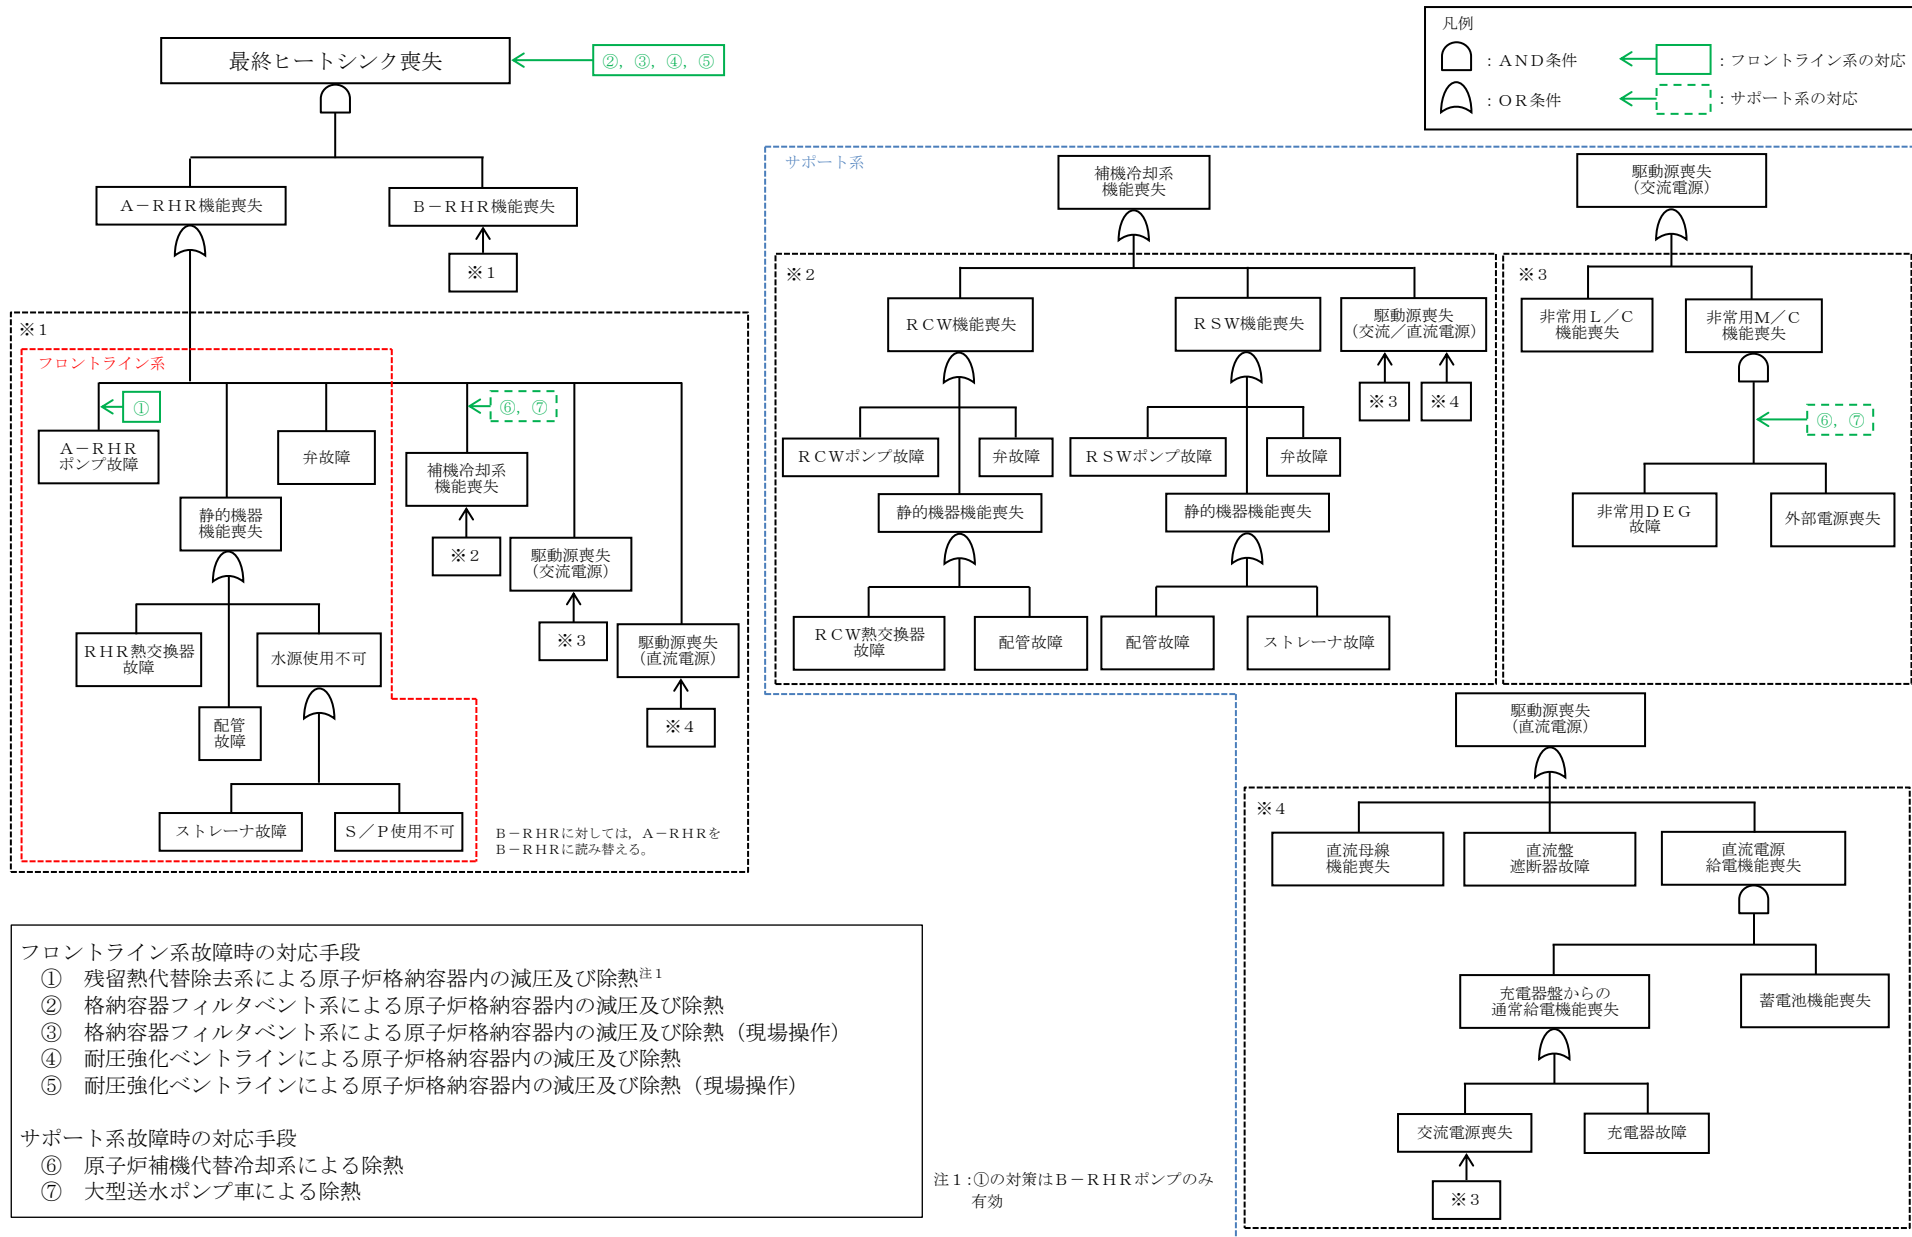 凡例
：ＡＮＤ条件
：フロントライン系の対応
：ＯＲ条件
：サポート系の対応
最終ヒートシンク喪失
②，③，④，⑤
Ａ－ＲＨＲ機能喪失
Ｂ－ＲＨＲ機能喪失
※１
※１
フロントライン系
①
⑥，⑦
Ａ－ＲＨＲ
ポンプ故障
弁故障
静的機器
機能喪失
補機冷却系
機能喪失
※２
駆動源喪失
（交流電源）
※３
駆動源喪失
（直流電源）
※４
ＲＨＲ熱交換器
故障
水源使用不可
配管
故障
ストレーナ故障
Ｓ／Ｐ使用不可
Ｂ－ＲＨＲに対しては，Ａ－ＲＨＲを
Ｂ－ＲＨＲに読み替える。
サポート系
補機冷却系
機能喪失
※２
ＲＣＷ機能喪失
ＲＳＷ機能喪失
駆動源喪失
（交流／直流電源）
※３
※４
ＲＣＷポンプ故障
弁故障
ＲＳＷポンプ故障
弁故障
静的機器機能喪失
静的機器機能喪失
ＲＣＷ熱交換器
故障
配管故障
配管故障
ストレーナ故障
駆動源喪失
（交流電源）
※３
非常用Ｌ／Ｃ
機能喪失
非常用Ｍ／Ｃ
機能喪失
⑥，⑦
非常用ＤＥＧ
故障
外部電源喪失
駆動源喪失
（直流電源）
※４
直流母線
機能喪失
直流盤
遮断器故障
直流電源
給電機能喪失
充電器盤からの
通常給電機能喪失
蓄電池機能喪失
交流電源喪失
充電器故障
※３
フロントライン系故障時の対応手段
①　残留熱代替除去系による原子炉格納容器内の減圧及び除熱注１
②　格納容器フィルタベント系による原子炉格納容器内の減圧及び除熱
③　格納容器フィルタベント系による原子炉格納容器内の減圧及び除熱（現場操作）
④　耐圧強化ベントラインによる原子炉格納容器内の減圧及び除熱
⑤　耐圧強化ベントラインによる原子炉格納容器内の減圧及び除熱（現場操作）
サポート系故障時の対応手段
⑥　原子炉補機代替冷却系による除熱
⑦　大型送水ポンプ車による除熱
注１：①の対策はＢ－ＲＨＲポンプのみ
有効